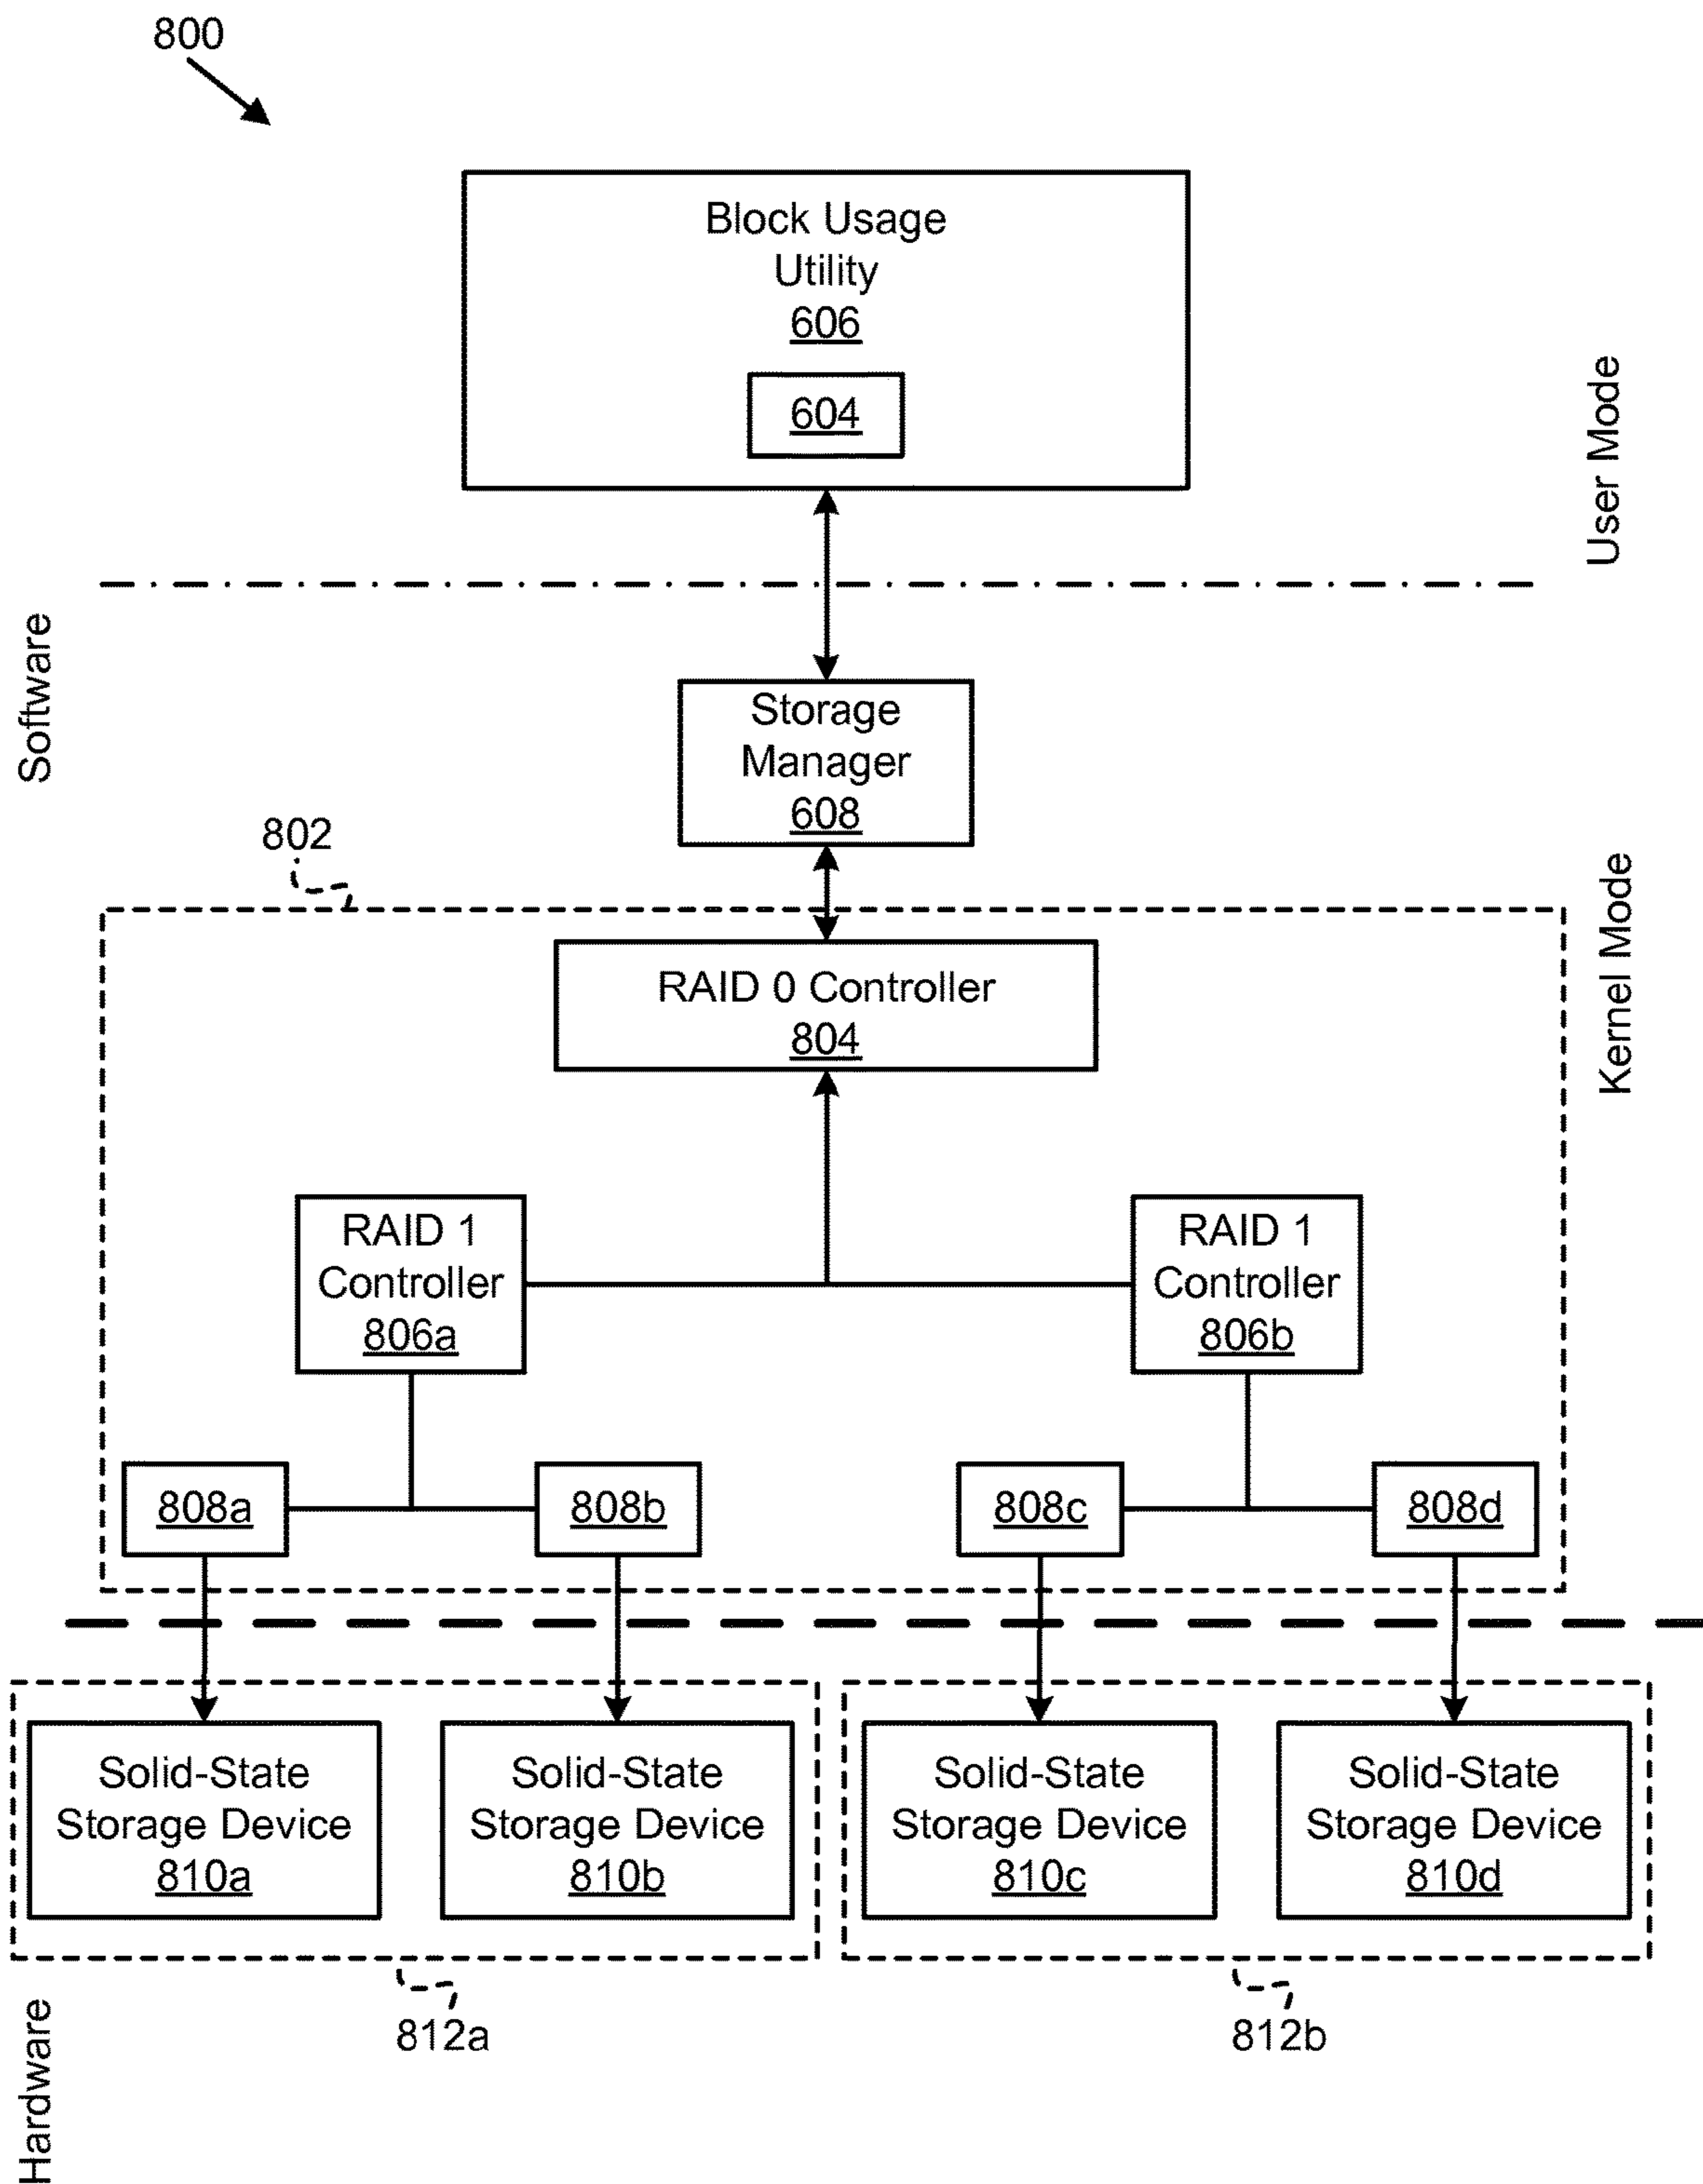 800
Block Usage
Utility
606
604
User Mode
Software
Storage
Manager
608
802
Kernel Mode
RAID 0 Controller
804
RAID 1
Controller
806a
RAID 1
Controller
806b
808a
808b
808c
808d
Solid-State
Storage Device
810a
Solid-State
Storage Device
810b
Solid-State
Storage Device
810c
Solid-State
Storage Device
810d
812a
812b
Hardware